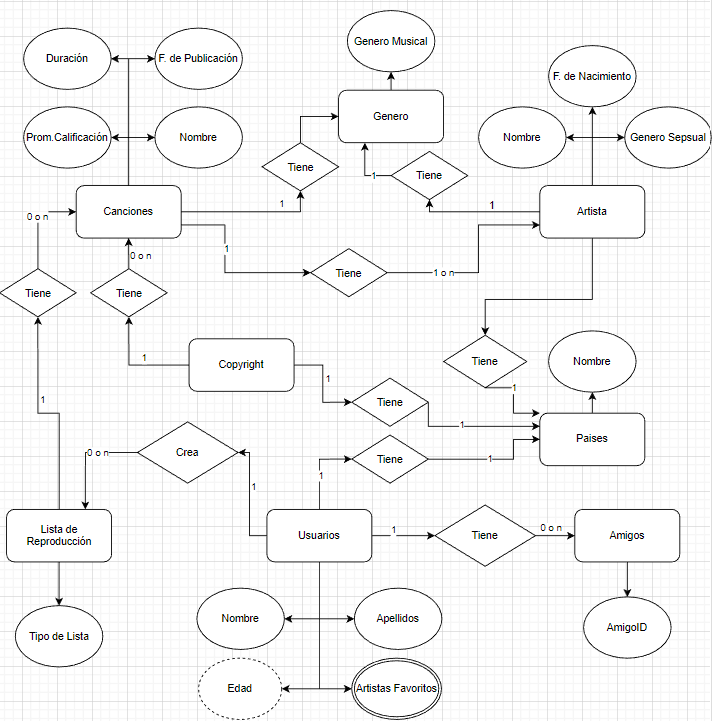 Genero Musical
Duración
F. de Publicación
F. de Nacimiento
Genero
Prom.Calificación
Nombre
Nombre
Genero Sepsual
Tiene
Tiene
1
Canciones
1
1
Artista
0 o n
1
0 o n
Tiene
1 o n
Tiene
Tiene
1
Copyright
Tiene
Nombre
1
1
Tiene
1
1
Paises
0 o n
Crea
Tiene
1
1
1
Lista de
Reproducción
Usuarios
1
Tiene
0 o n
Amigos
Nombre
Apellidos
AmigoID
Tipo de Lista
Edad
Artistas Favoritos